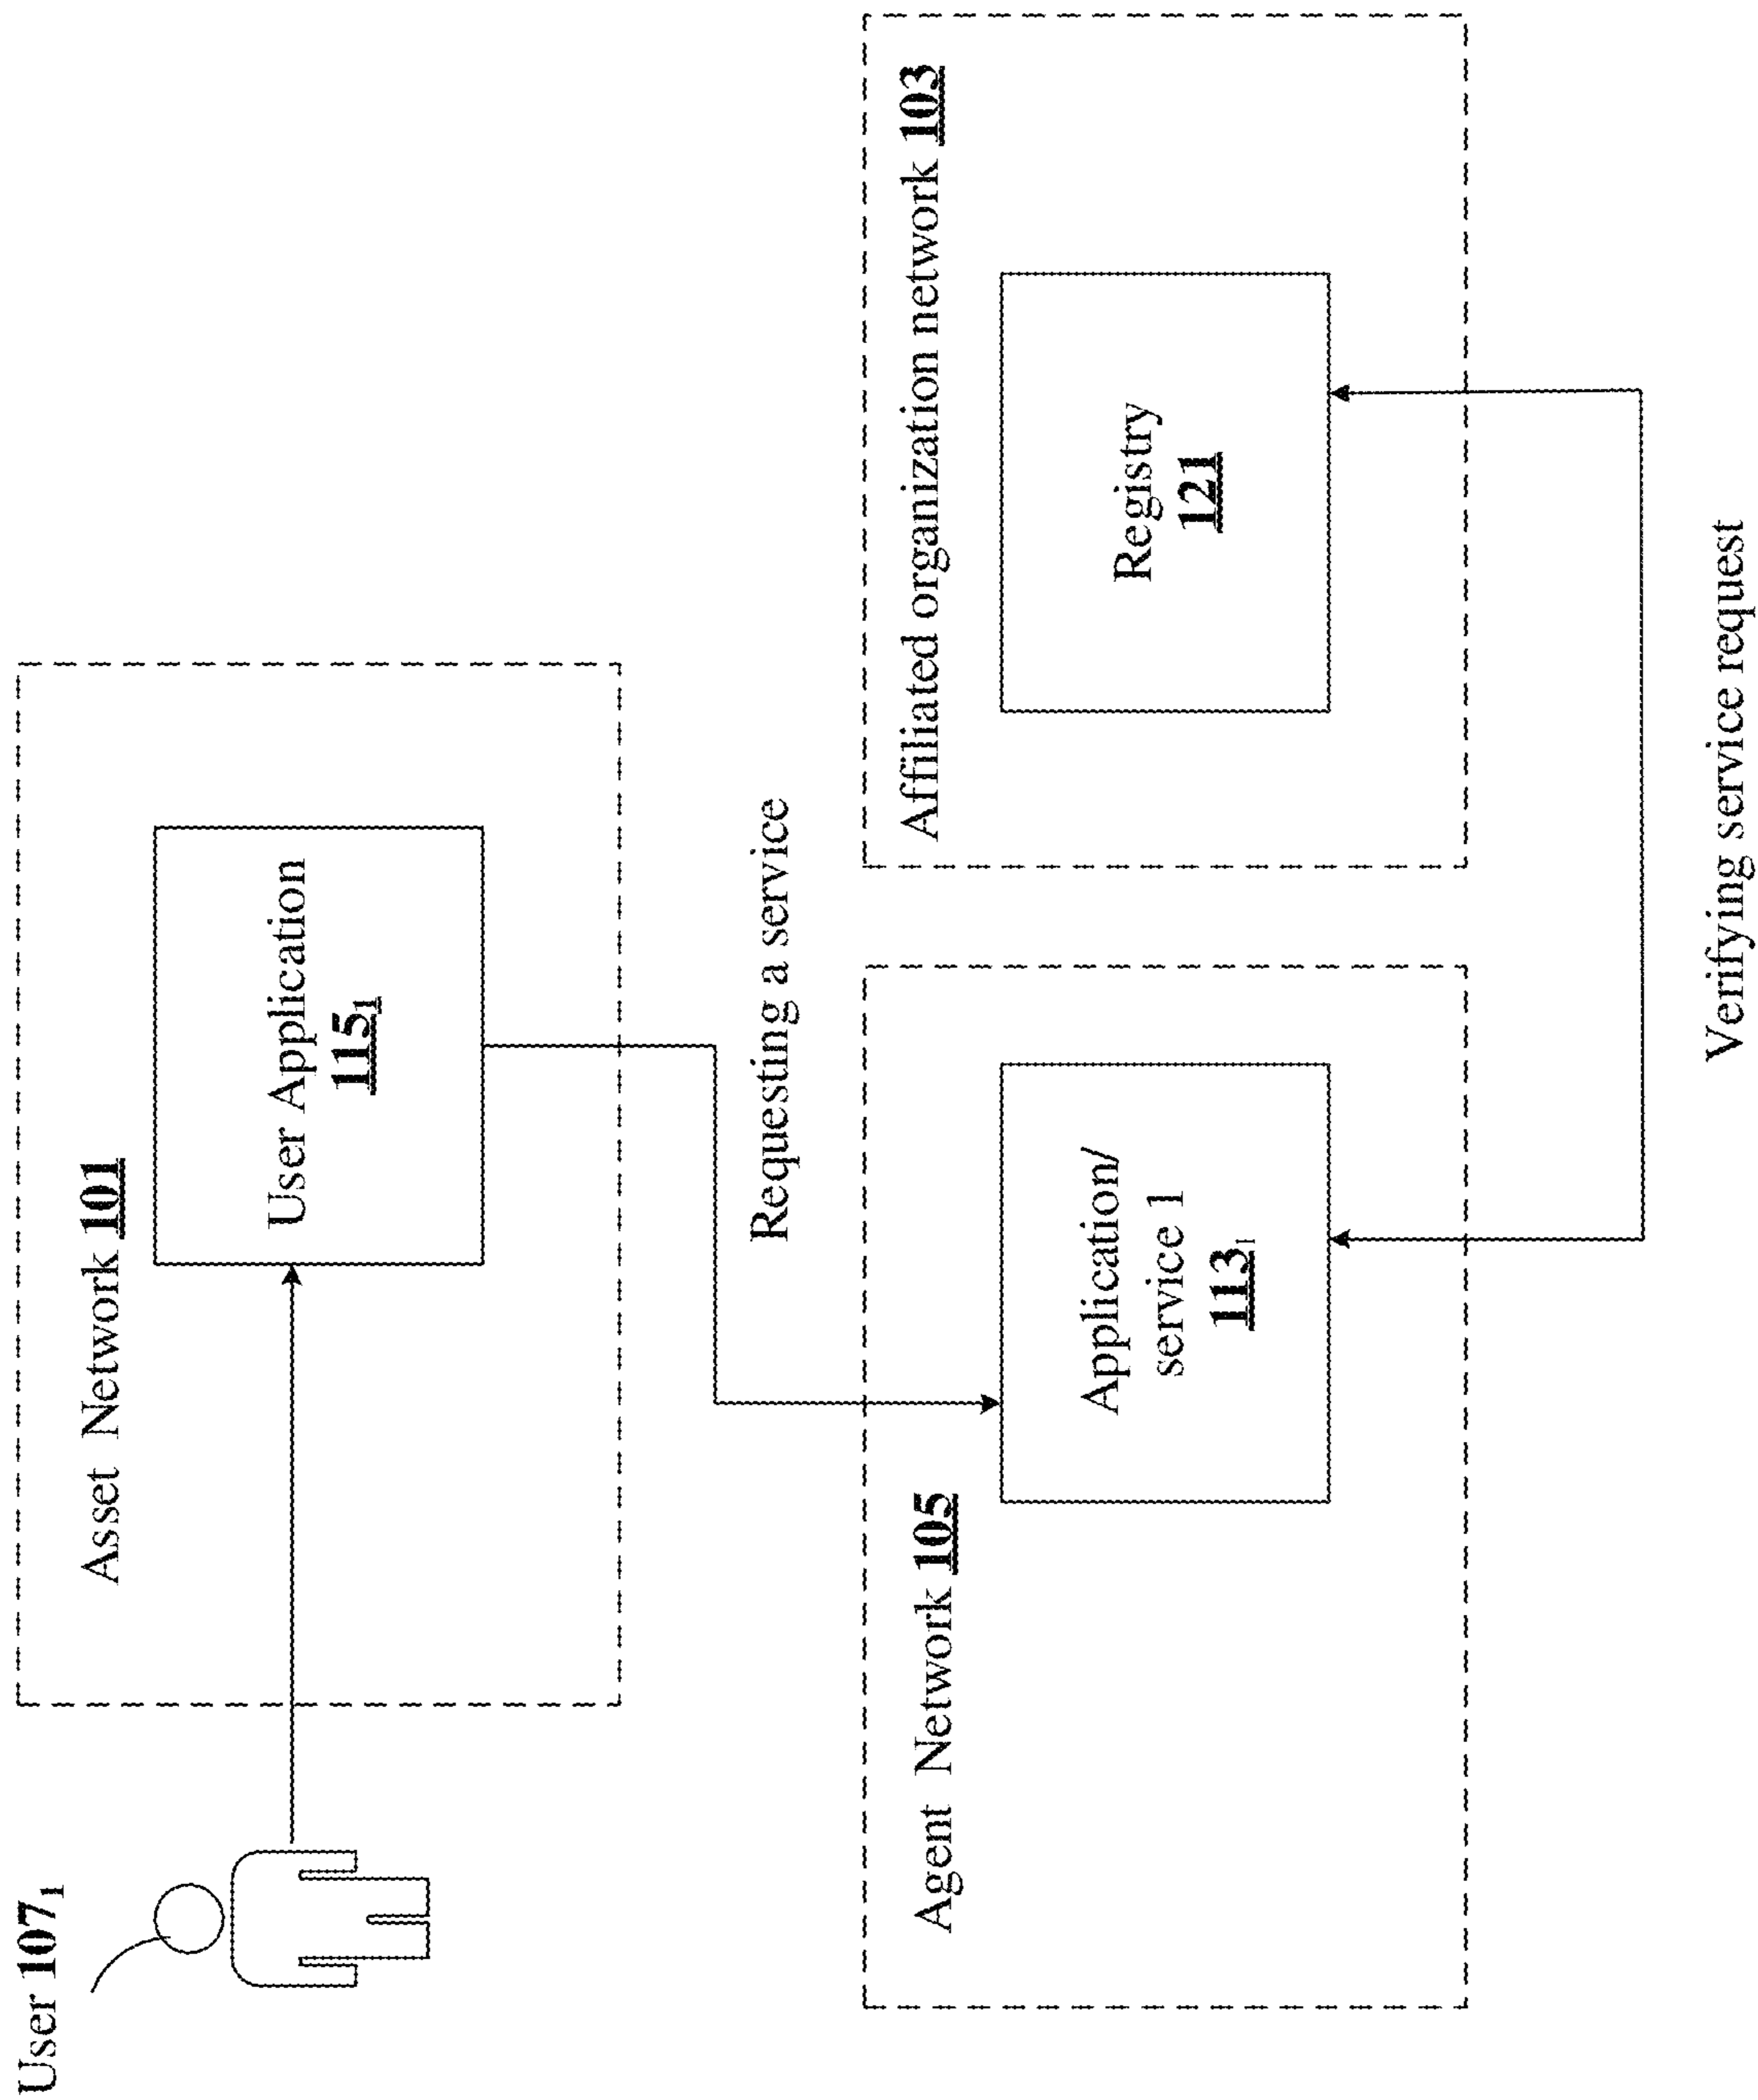 User 107₁
Asset Network 101
User Application
115₁
Requesting a service
Agent Network 105
Application/
service 1
113₁
Affiliated organization network 103
Registry
121
Verifying service request